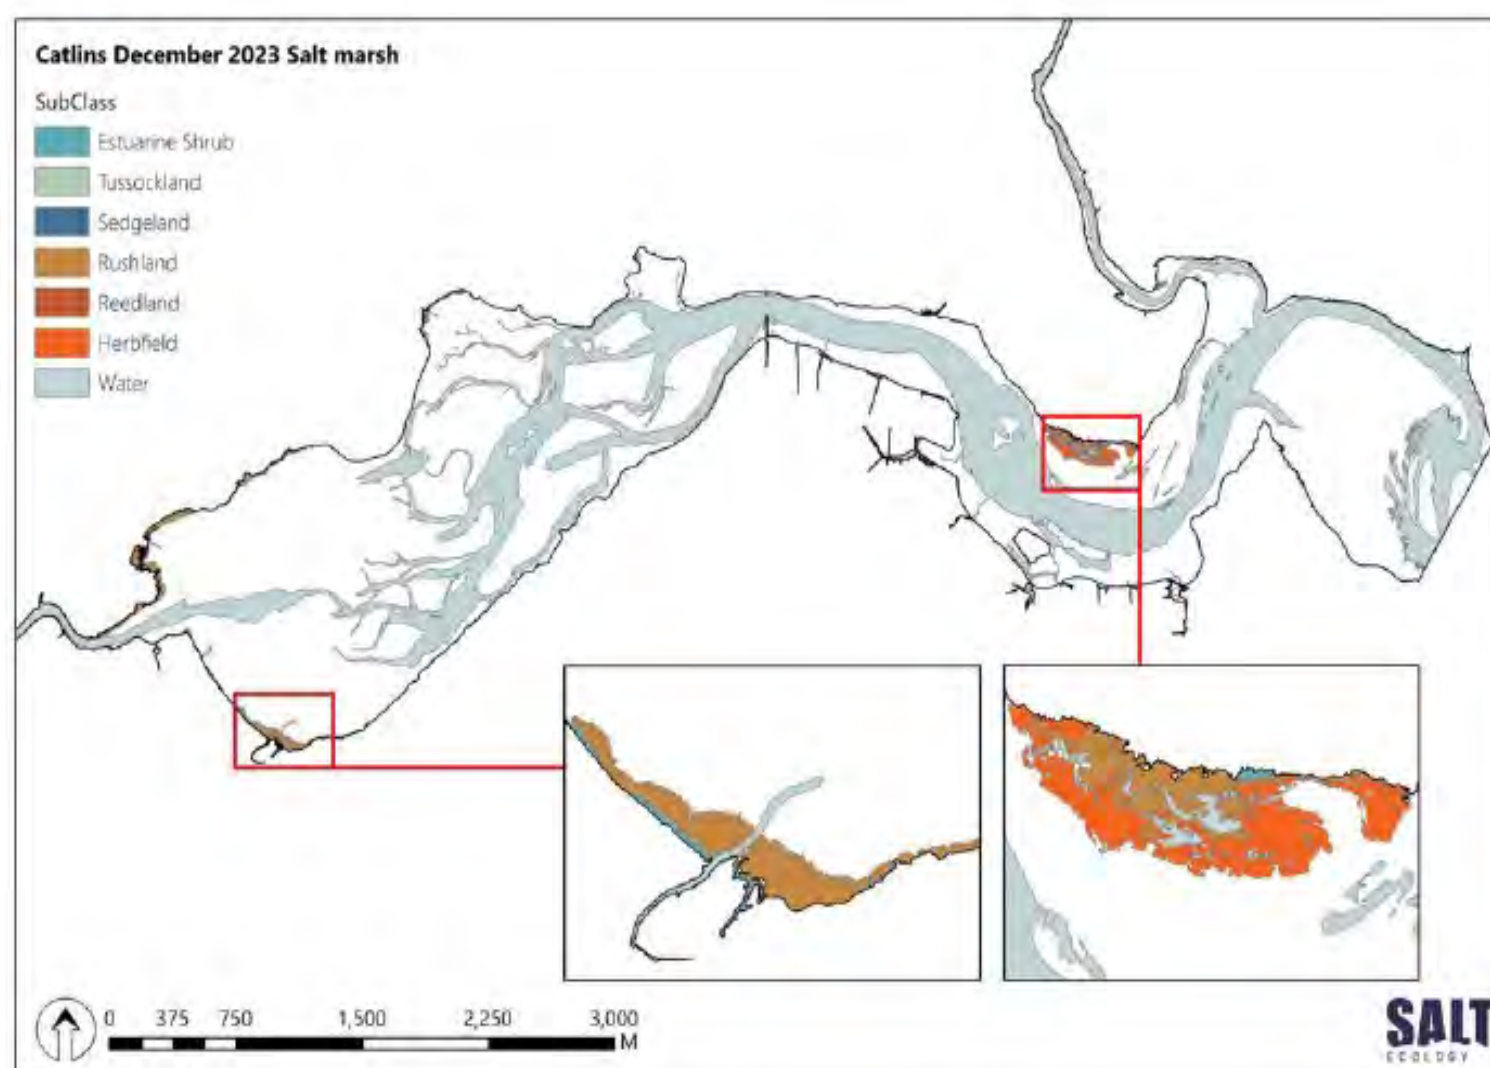 Catlins December 2023 Salt marsh
SubClass
Estuarine Shrub
Tussockland
Sedgeland
Rushland
Reedland
Herbfield
Water
0 375 750 1,500 2,250 3,000
M
SALT
ECOLOGY